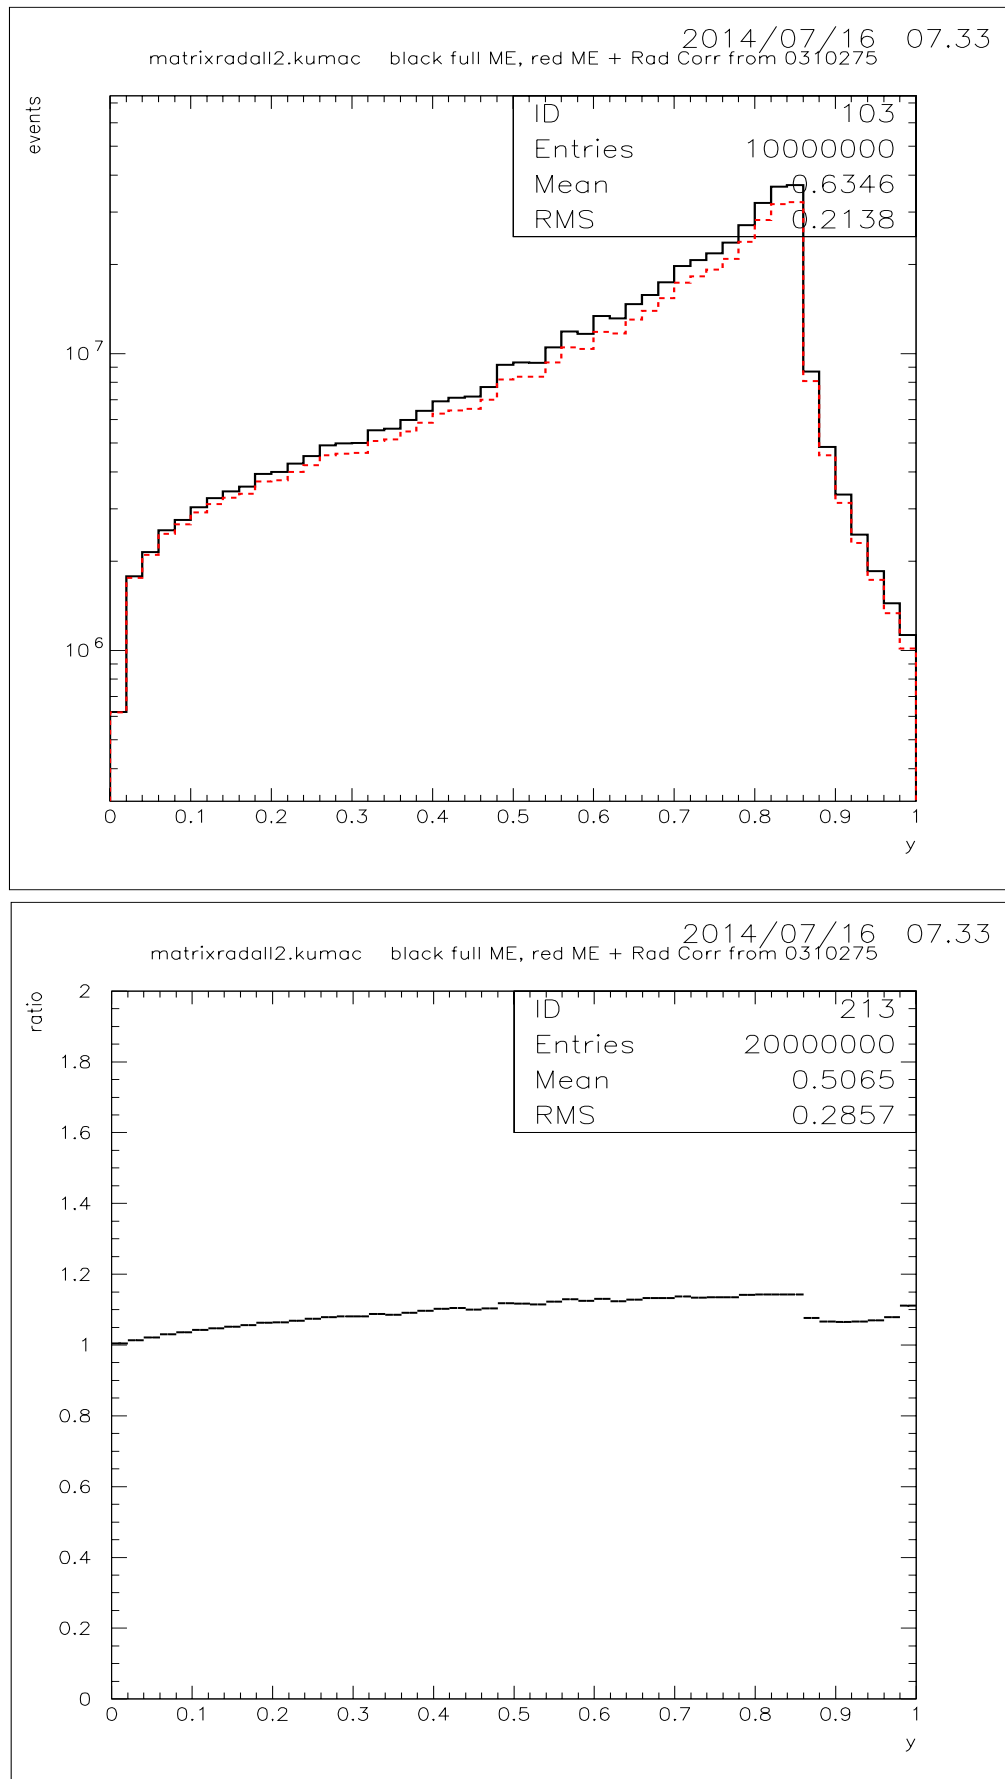 2014/07/16 07.33
matrixradall2.kumac black full ME, red ME + Rad Corr from 0310275
events
ID 103
Entries 10000000
Mean 0.6346
RMS 0.2138
10 7
10 6
0 0.1 0.2 0.3 0.4 0.5 0.6 0.7 0.8 0.9 1
y
2014/07/16 07.33
matrixradall2.kumac black full ME, red ME + Rad Corr from 0310275
ratio
ID 213
Entries 20000000
Mean 0.5065
RMS 0.2857
2
1.8
1.6
1.4
1.2
1
0.8
0.6
0.4
0.2
0
0 0.1 0.2 0.3 0.4 0.5 0.6 0.7 0.8 0.9 1
y